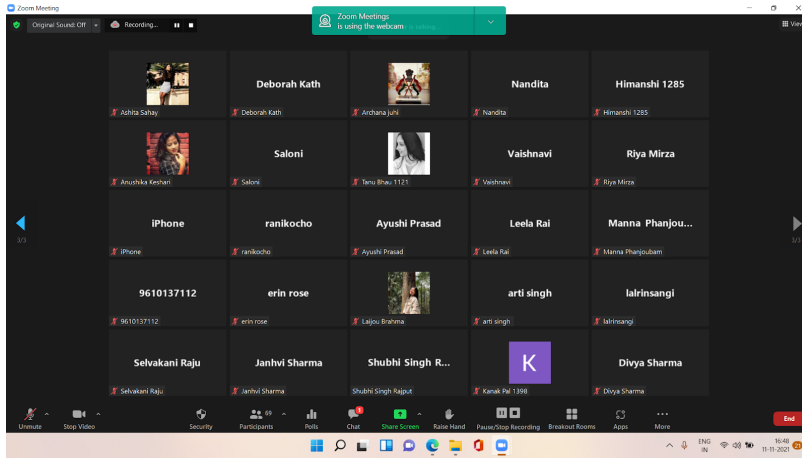 Zoom Meeting
Zoom Meetings
is using the webcam
Original Sound: Off
Recording...
View
Ashita Sahay
Deborah Kath
Deborah Kath
Archana juhi
Nandita
Nandita
Himanshi 1285
Himanshi 1285
Anushika Keshari
Saloni
Saloni
Tanu Bhau 1121
Vaishnavi
Vaishnavi
Riya Mirza
Riya Mirza
3/3
3/3
iPhone
iPhone
ranikocho
ranikocho
Ayushi Prasad
Ayushi Prasad
Leela Rai
Leela Rai
Manna Phanjou...
Manna Phanjoubam
9610137112
9610137112
erin rose
erin rose
Laijou Brahma
arti singh
arti singh
lalrinsangi
lalrinsangi
Selvakani Raju
Selvakani Raju
Janhvi Sharma
Janhvi Sharma
Shubhi Singh R...
Shubhi Singh Rajput
K
Kanak Pal 1398
Divya Sharma
Divya Sharma
Unmute
Stop Video
Security
69
Participants
Polls
1
Chat
Share Screen
Raise Hand
Pause/Stop Recording
Breakout Rooms
Apps
More
End
ENG
IN
16:48
11-11-2021